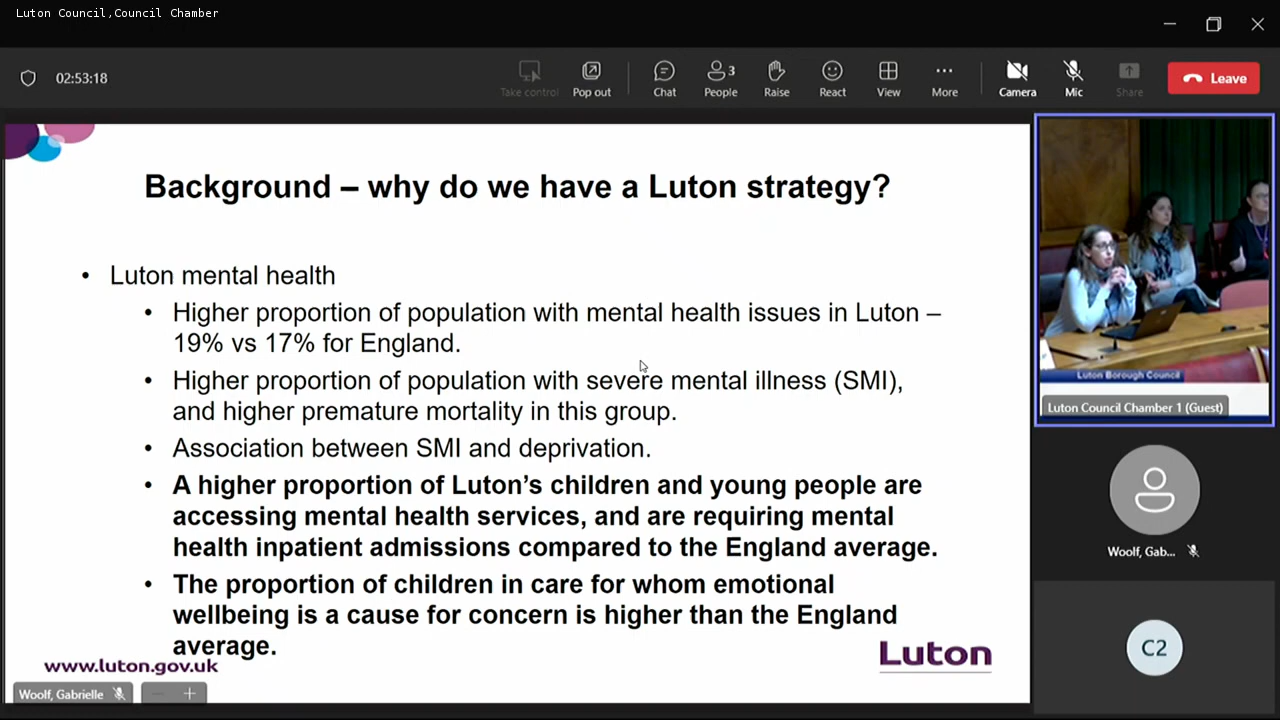 Luton Council,Council Chamber
02:53:18
Take control
Pop out
Chat
3
People
Raise
React
View
More
Camera
Mic
Share
Leave
Background – why do we have a Luton strategy?
• Luton mental health
• Higher proportion of population with mental health issues in Luton –
19% vs 17% for England.
• Higher proportion of population with severe mental illness (SMI),
and higher premature mortality in this group.
• Association between SMI and deprivation.
• A higher proportion of Luton’s children and young people are
accessing mental health services, and are requiring mental
health inpatient admissions compared to the England average.
• The proportion of children in care for whom emotional
wellbeing is a cause for concern is higher than the England
average.
www.luton.gov.uk
Luton
Woolf, Gabrielle
Luton Borough Council
Luton Council Chamber 1 (Guest)
Woolf, Gab...
C2